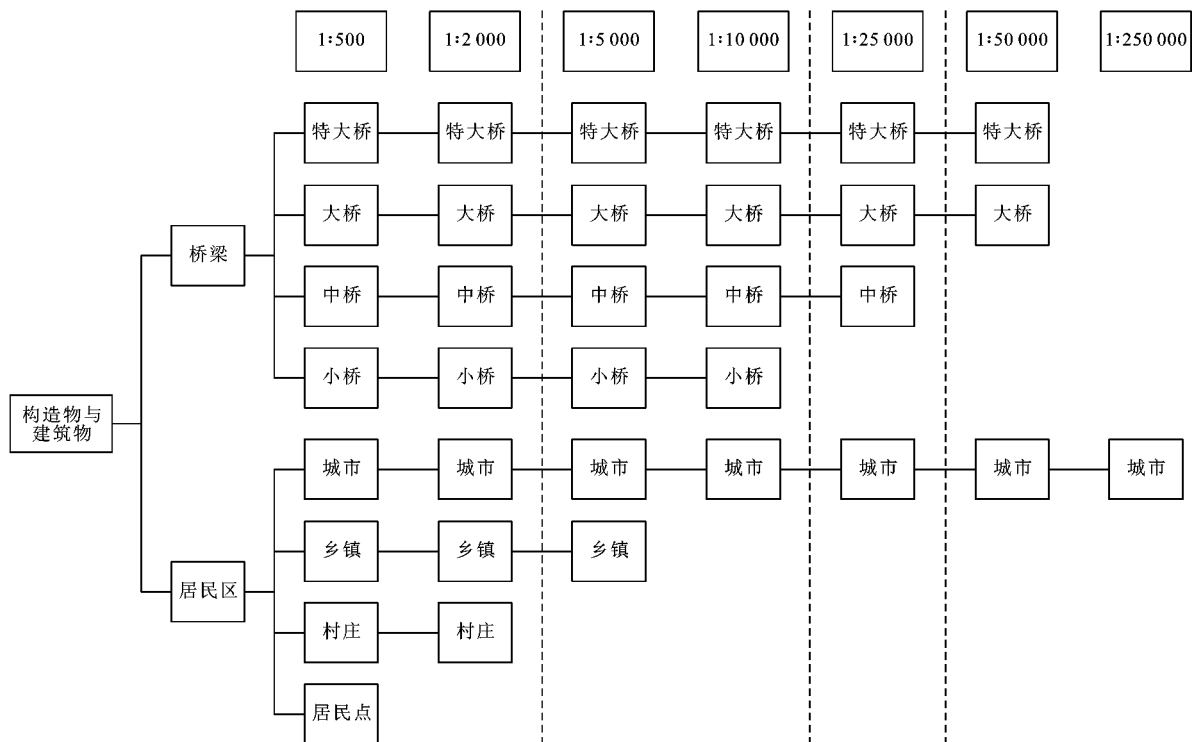 1:500 1:2 000 1:5 000 1:10 000 1:25 000 1:50 000 1:250 000
特大桥 特大桥 特大桥 特大桥 特大桥 特大桥
大桥 大桥 大桥 大桥 大桥 大桥
桥梁
中桥 中桥 中桥 中桥 中桥
小桥 小桥 小桥 小桥
构造物与
建筑物
城市 城市 城市 城市 城市 城市 城市
乡镇 乡镇 乡镇
居民区
村庄 村庄
居民点